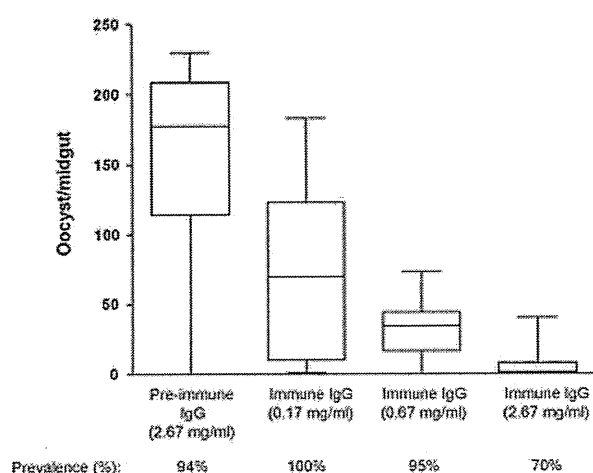 250
200
150
100
50
0
Oocyst/midgut
Pre-immune IgG (2.67 mg/ml)
Immune IgG (0.17 mg/ml)
Immune IgG (0.67 mg/ml)
Immune IgG (2.67 mg/ml)
Prevalence (%): 94% 100% 95% 70%